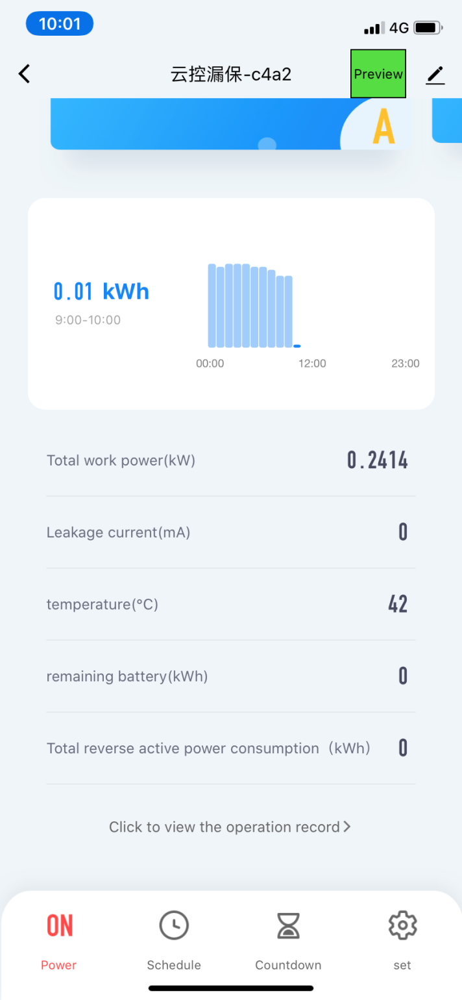 10:01
4G
云控漏保-c4a2
Preview
A
0.01 kWh
9:00-10:00
00:00 12:00 23:00
Total work power(kW) 0.2414
Leakage current(mA) 0
temperature(°C) 42
remaining battery(kWh) 0
Total reverse active power consumption（kWh） 0
Click to view the operation record
ON
Power Schedule Countdown set